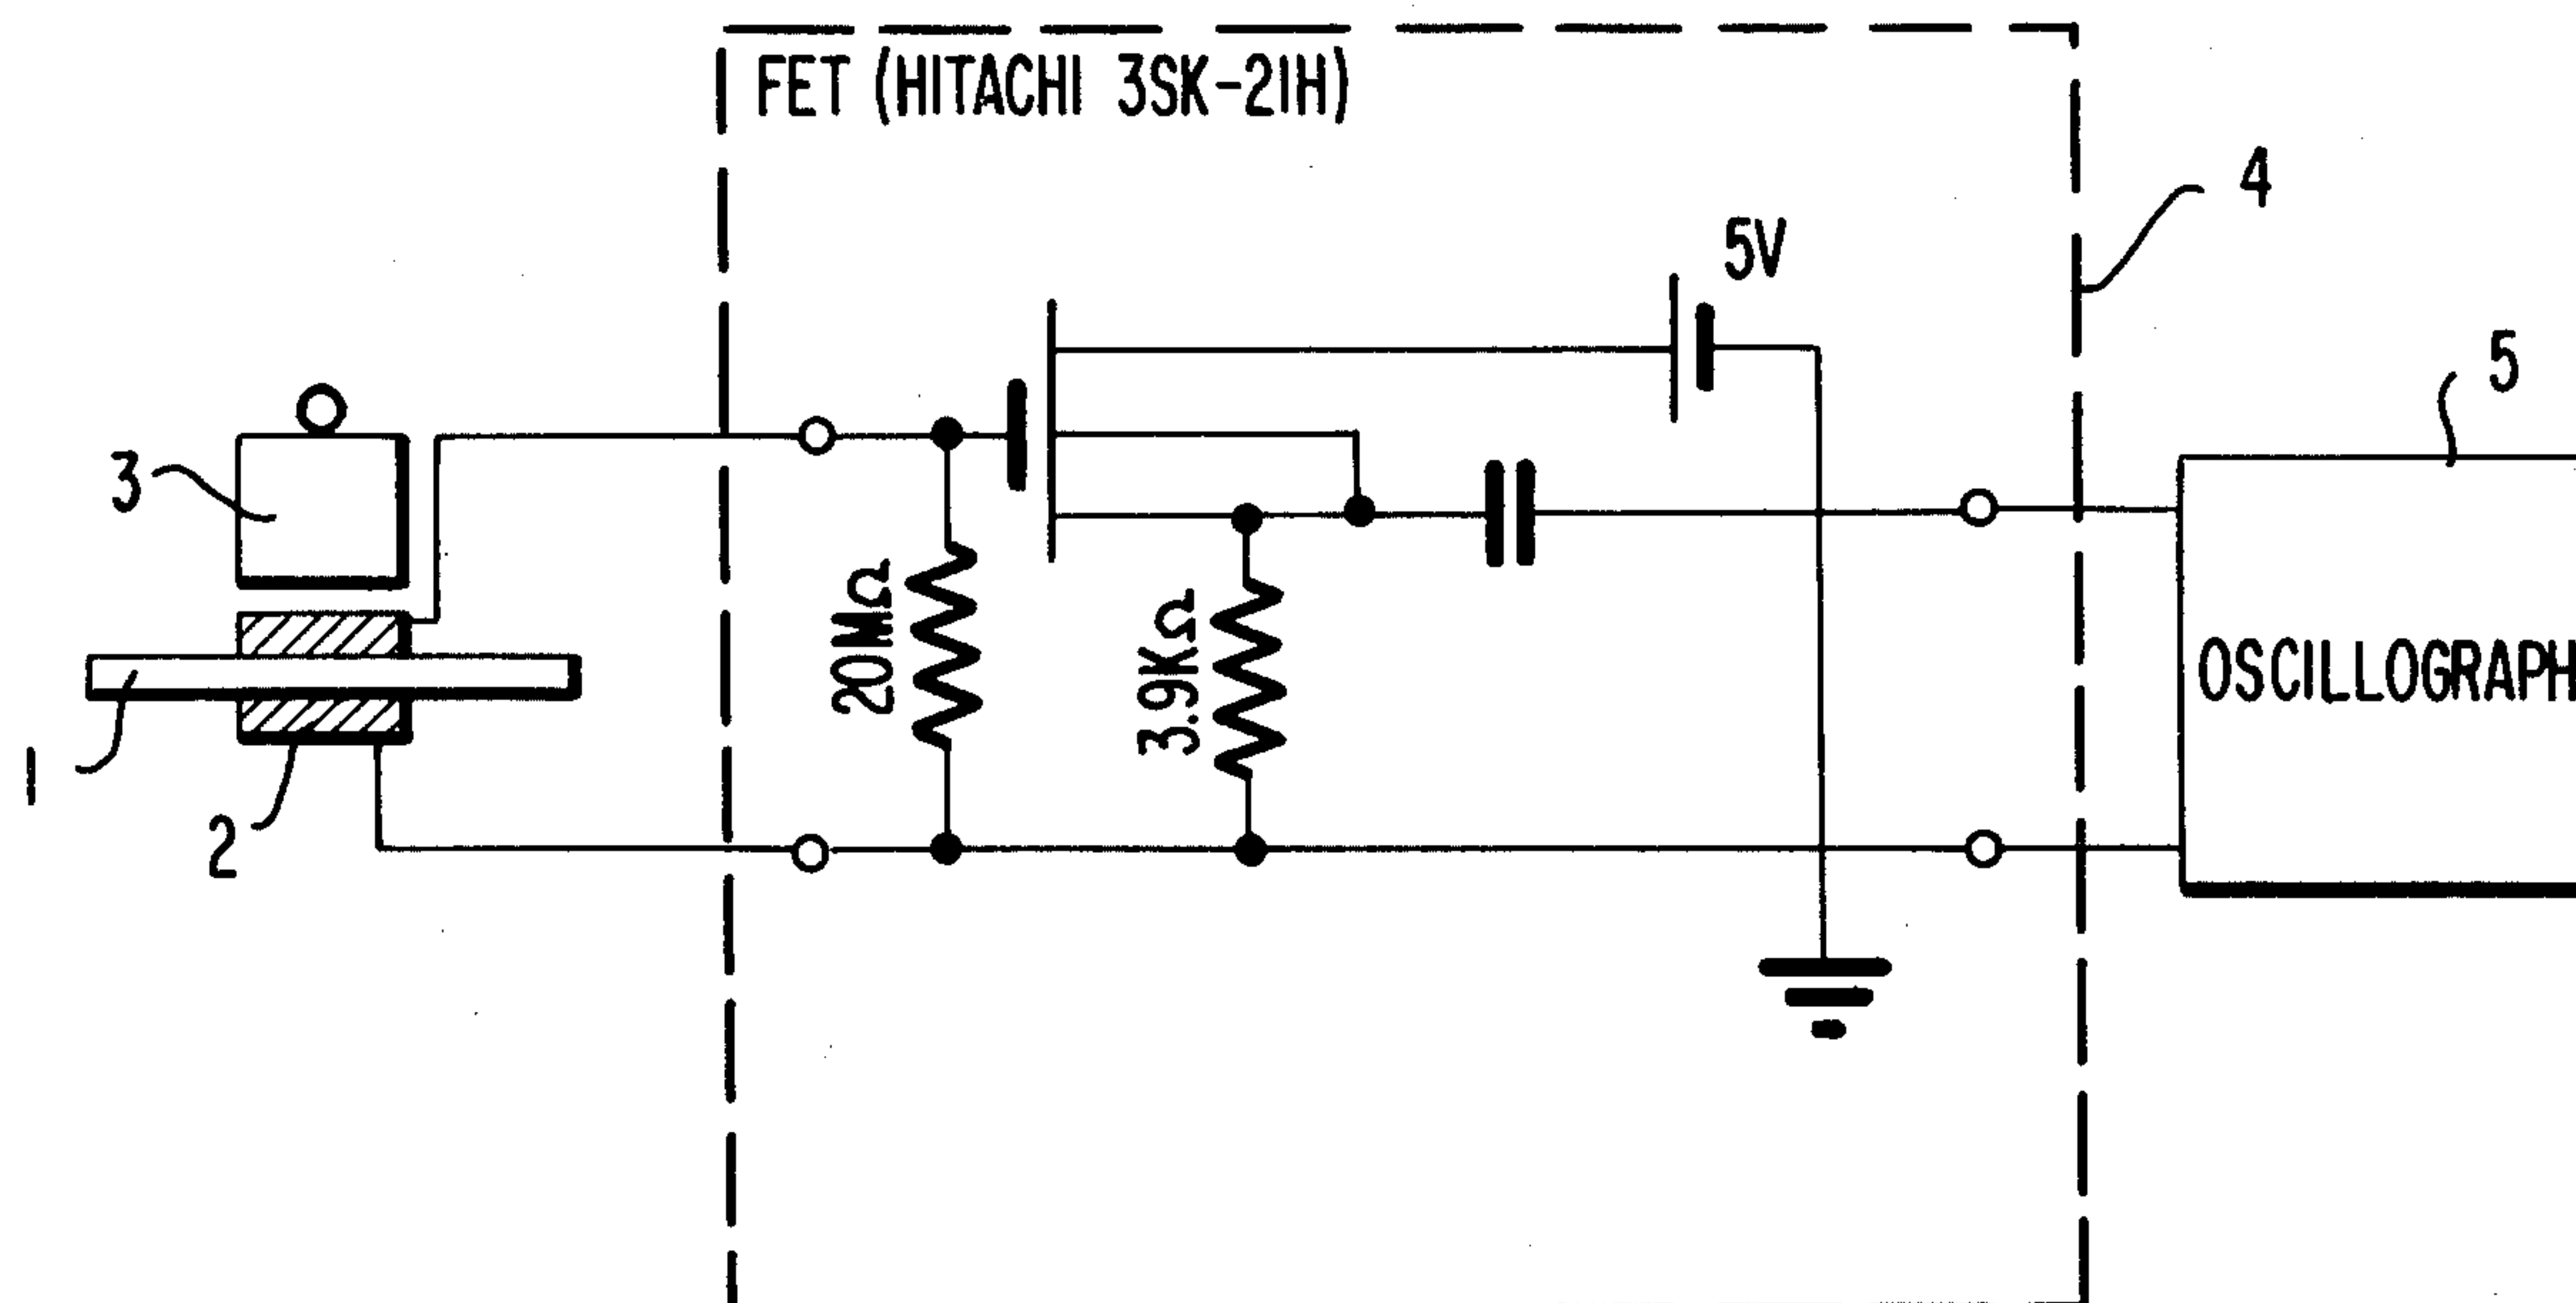 FET (HITACHI 3SK-21H)
4
5V
5
3
20MΩ
3.9KΩ
OSCILLOGRAPH
1
2